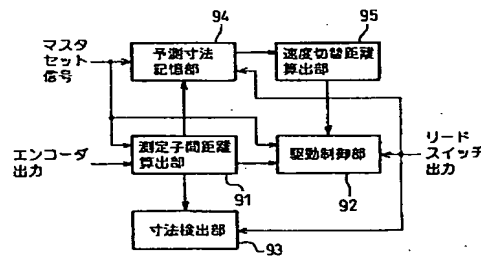 94
95
マスタ
セット
信号
予測寸法
記憶部
速度切替距離
算出部
エンコーダ
出力
測定子間距離
算出部
91
駆動制御部
92
リード
スイッチ
出力
寸法検出部
93